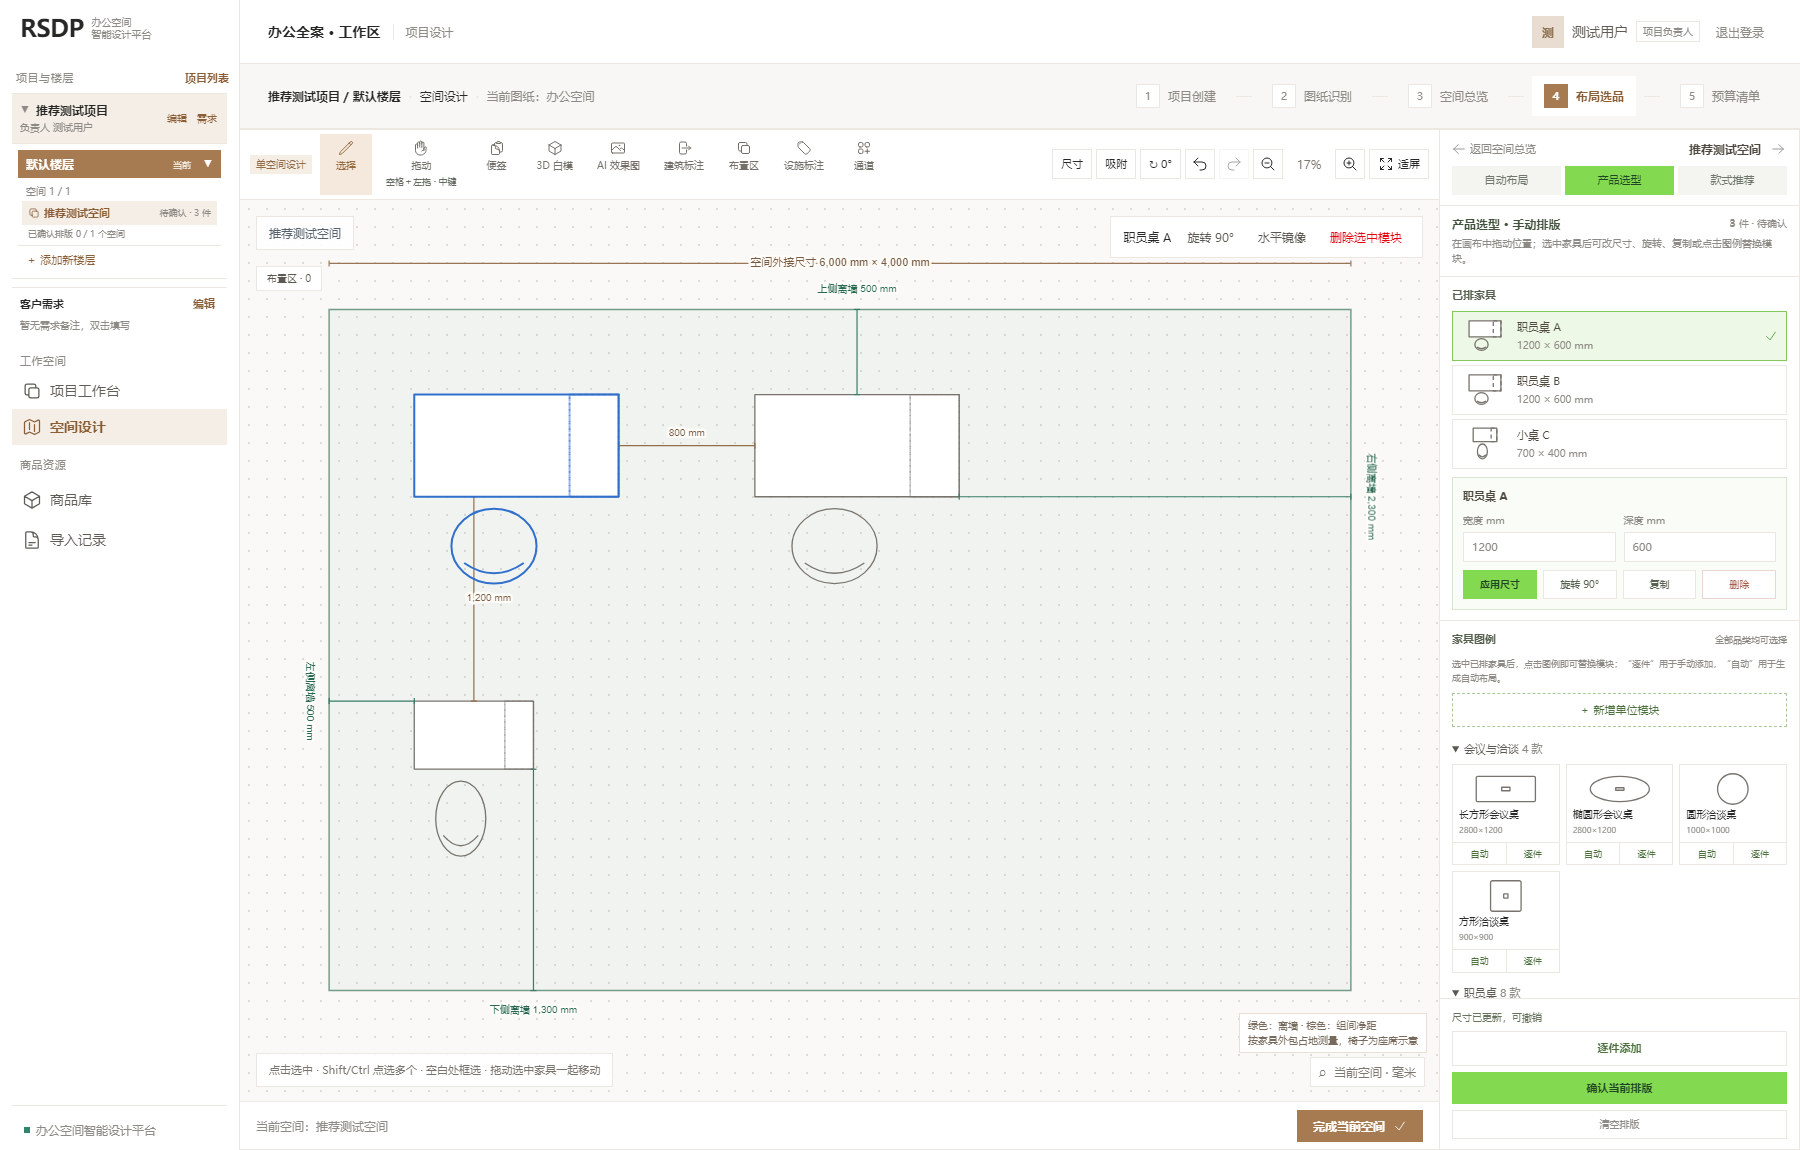 RSDP 办公空间
智能设计平台
项目与楼层 项目列表
推荐测试项目 编辑 需求
负责人 测试用户
默认楼层 当前
空间 1 / 1
推荐测试空间 待确认 · 3 件
已确认排版 0 / 1 个空间
+ 添加新楼层
客户需求 编辑
暂无需求备注，双击填写
工作空间
项目工作台
空间设计
商品资源
商品库
导入记录
办公空间智能设计平台
办公全案 • 工作区 项目设计
测 测试用户 项目负责人 退出登录
推荐测试项目 / 默认楼层 · 空间设计 · 当前图纸：办公空间
1 项目创建
2 图纸识别
3 空间总览
4 布局选品
5 预算清单
单空间设计
选择
拖动
空格+左拖 · 中键
便签
3D 白模
AI 效果图
建筑标注
布置区
设施标注
通道
尺寸 吸附 ↻ 0° 17% 适屏
推荐测试空间
职员桌 A 旋转 90° 水平镜像 删除选中模块
空间外接尺寸 6,000 mm × 4,000 mm
布置区 · 0
上侧离墙 500 mm
800 mm
右侧离墙 2,300 mm
1,200 mm
左侧离墙 500 mm
下侧离墙 1,300 mm
绿色：离墙 · 棕色：组间净距
按家具外包占地测量，椅子为座席示意
点击选中 · Shift/Ctrl 点选多个 · 空白处框选 · 拖动选中家具一起移动
当前空间 · 毫米
当前空间：推荐测试空间
完成当前空间
返回空间总览 推荐测试空间
自动布局 产品选型 款式推荐
产品选型 • 手动排版 3 件 · 待确认
在画布中拖动位置；选中家具后可改尺寸、旋转、复制或点击图例替换模
块。
已排家具
职员桌 A
1200 × 600 mm
职员桌 B
1200 × 600 mm
小桌 C
700 × 400 mm
职员桌 A
宽度 mm 深度 mm
1200 600
应用尺寸 旋转 90° 复制 删除
家具图例 全部品类均可选择
选中已排家具后，点击图例即可替换模块；“逐件”用于手动添加，“自动”用于生
成自动布局。
+ 新增单位模块
▼ 会议与洽谈 4 款
长方形会议桌 椭圆形会议桌 圆形洽谈桌
2800×1200 2800×1200 1000×1000
自动 逐件 自动 逐件 自动 逐件
方形洽谈桌
900×900
自动 逐件
▼ 职员桌 8 款
尺寸已更新，可撤销
逐件添加
确认当前排版
清空排版